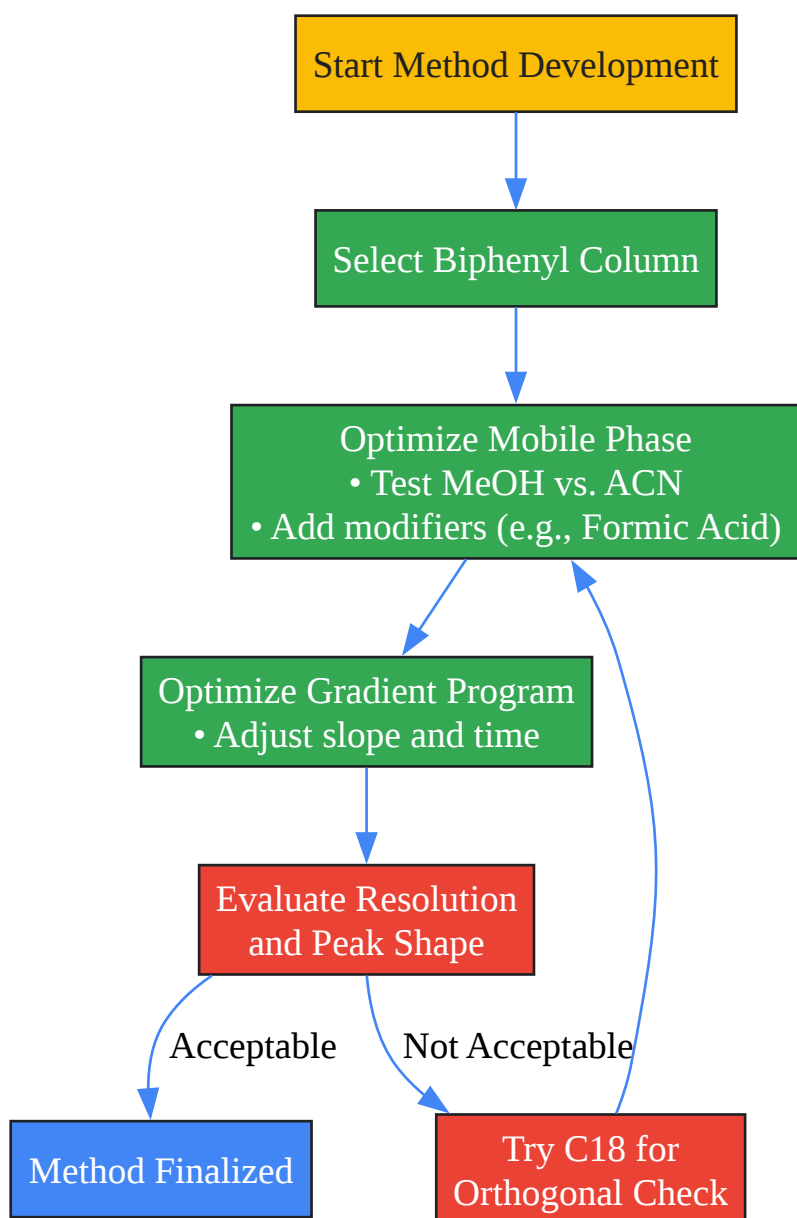 Start Method Development
Select Biphenyl Column
Optimize Mobile Phase
• Test MeOH vs. ACN
• Add modifiers (e.g., Formic Acid)
Optimize Gradient Program
• Adjust slope and time
Evaluate Resolution
and Peak Shape
Acceptable
Not Acceptable
Method Finalized
Try C18 for
Orthogonal Check